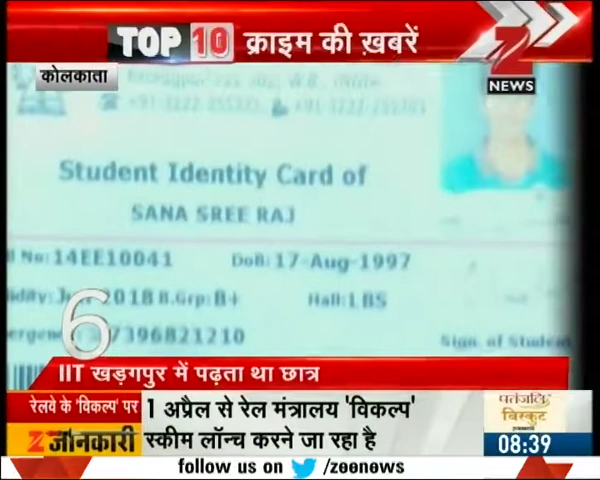 TOP 10 क्राइम की ख़बरें
कोलकाता
Z
NEWS
Student Identity Card of
SANA SREE RAJ
No: 14EE10041 DoB: 17-Aug-1997
2018 B.Grp: B+ Hall: LBS
7396821210 Sign. of Student
6
IIT खड़गपुर में पढ़ता था छात्र
रेलवे के 'विकल्प' पर
जानकारी
1 अप्रैल से रेल मंत्रालय 'विकल्प'
स्कीम लॉन्च करने जा रहा है
पतंजलि
बिस्कुट
08:39
follow us on /zeenews